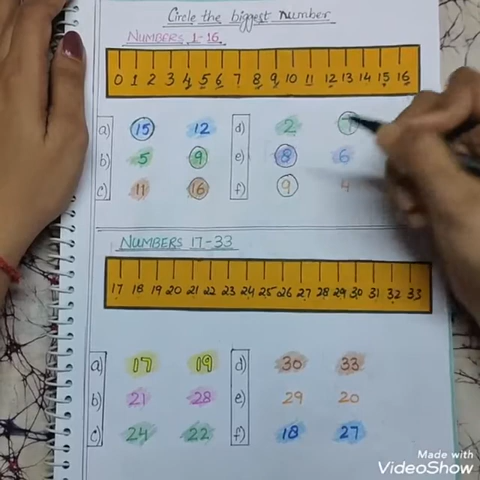 Circle the biggest Number
NUMBERS 1-16
0 1 2 3 4 5 6 7 8 9 10 11 12 13 14 15 16
a) 15 12 d) 2
b) 5 9 e) 8 6
c) 11 16 f) 9 4
NUMBERS 17-33
17 18 19 20 21 22 23 24 25 26 27 28 29 30 31 32 33
a) 17 19 d) 30 33
b) 21 28 e) 29 20
c) 24 22 f) 18 27
Made with
VideoShow